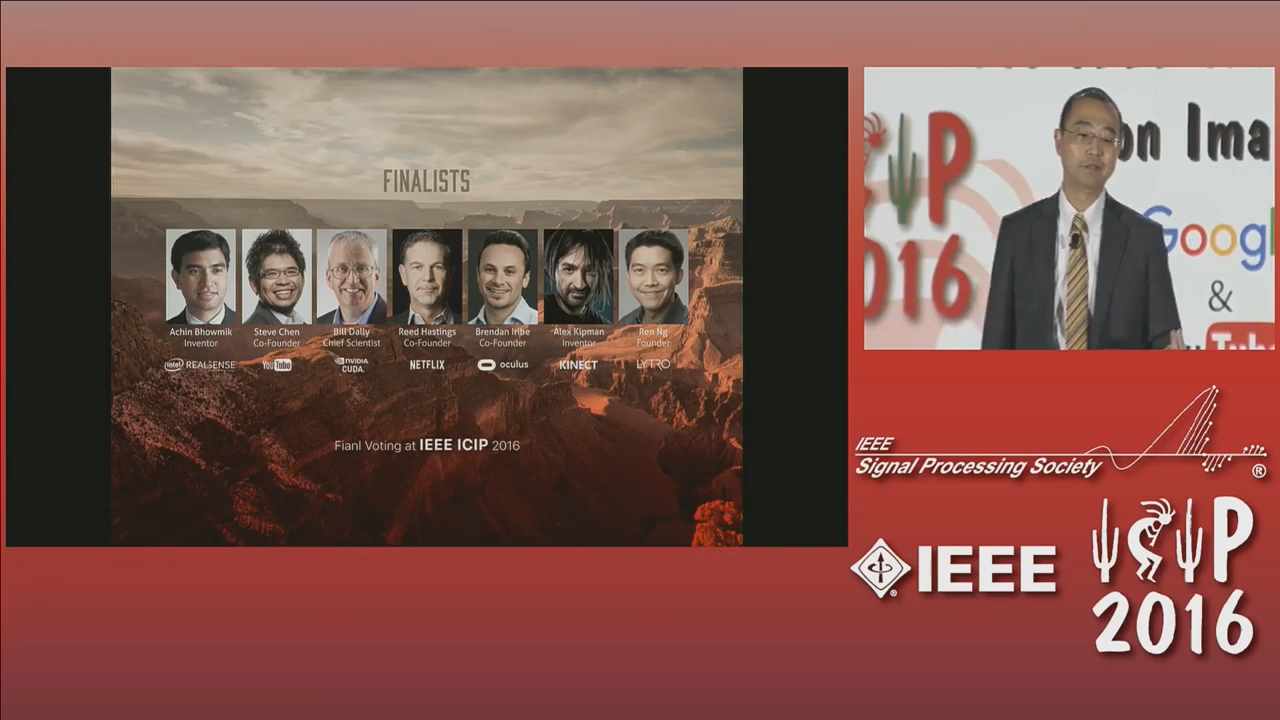 FINALISTS
Achin Bhowmik
Inventor
intel REALSENSE
Steve Chen
Co-Founder
YouTube
Bill Dally
Chief Scientist
NVIDIA
CUDA.
Reed Hastings
Co-Founder
NETFLIX
Brendan Iribe
Co-Founder
oculus
Alex Kipman
Inventor
KINECT
Ren Ng
Founder
LYTRO
Fianl Voting at IEEE ICIP 2016
IP
2016
on Ima
Googl
&
Tub
IEEE
Signal Processing Society
®
IEEE
®
ICIP
2016